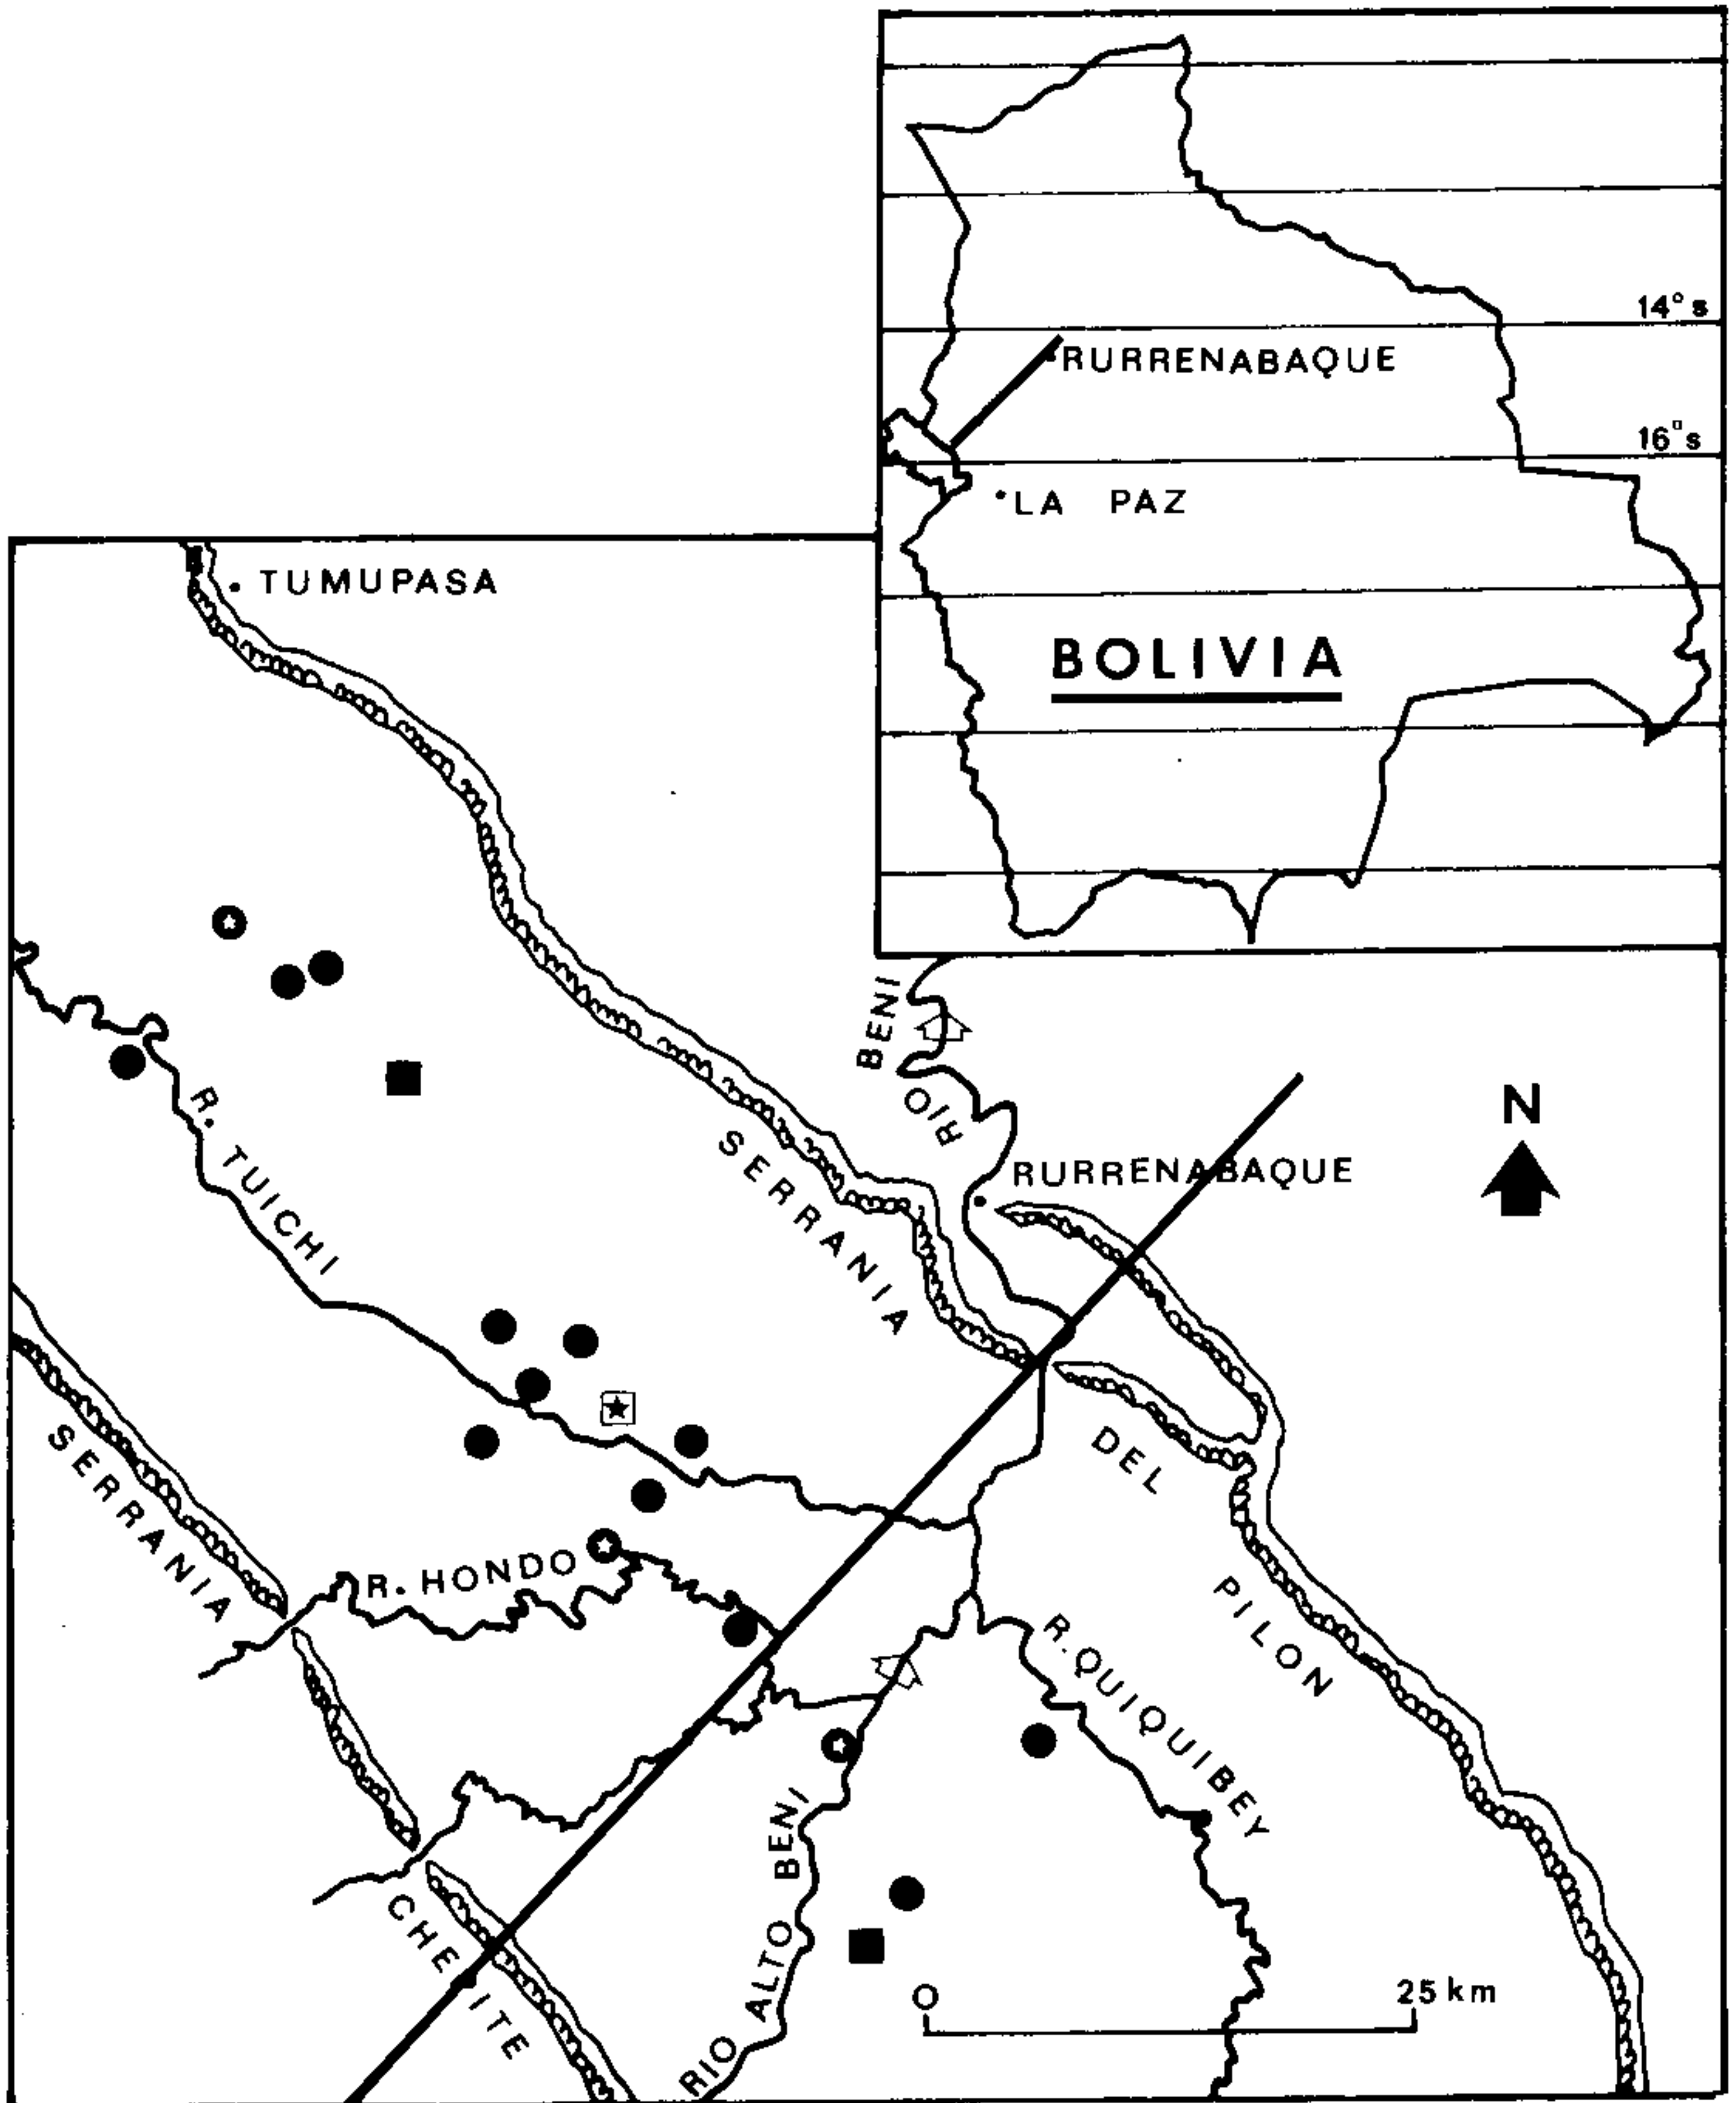 14° s
RURRENABAQUE
16° s
LA PAZ
BOLIVIA
TUMUPASA
RIO BENI
N
RURRENABAQUE
R. TUICHI
SERRANIA DEL PILON
SERRANIA CHEPITE
R. HONDO
R. QUIQUIBEY
RIO ALTO BENI
0 25 km